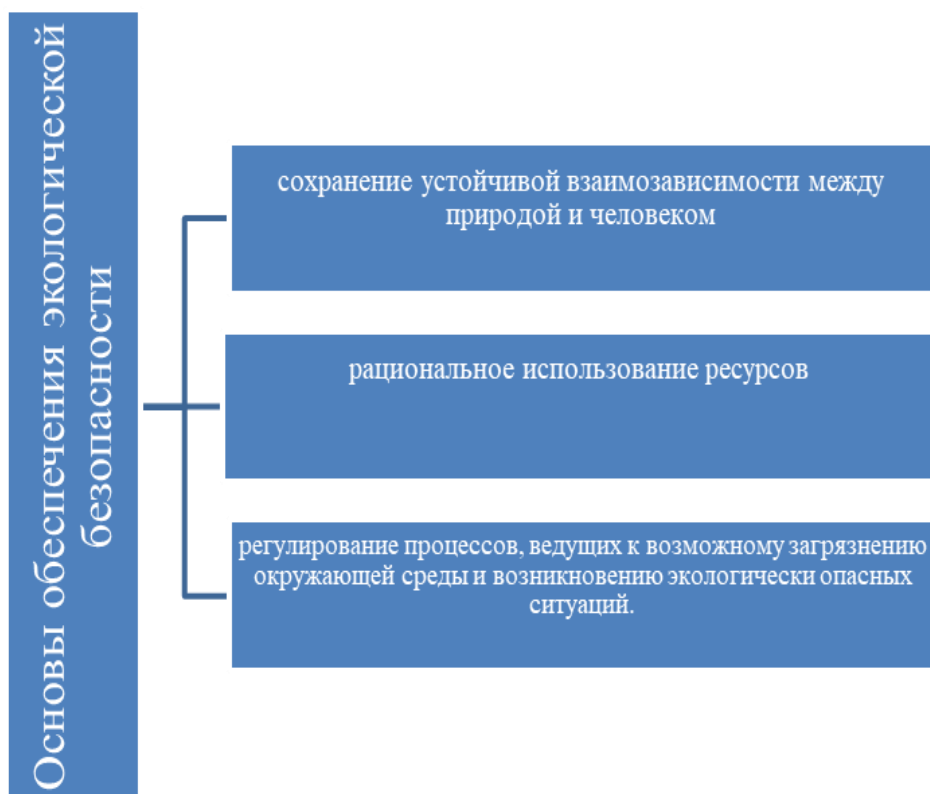 Основы обеспечения экологической
безопасности
сохранение устойчивой взаимозависимости между
природой и человеком
рациональное использование ресурсов
регулирование процессов, ведущих к возможному загрязнению
окружающей среды и возникновению экологически опасных
ситуаций.